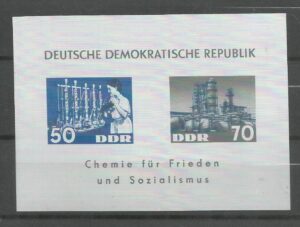 DEUTSCHE DEMOKRATISCHE REPUBLIK
50 DDR
DDR 70
Chemie für Frieden
und Sozialismus